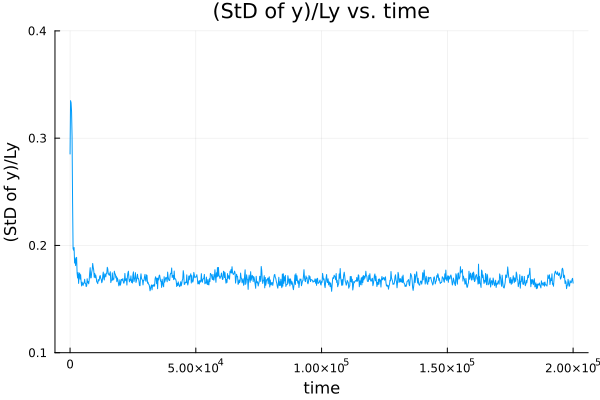 (StD of y)/Ly vs. time
0.4
0.3
0.2
0.1
(StD of y)/Ly
0 5.00×10⁴ 1.00×10⁵ 1.50×10⁵ 2.00×10⁵
time